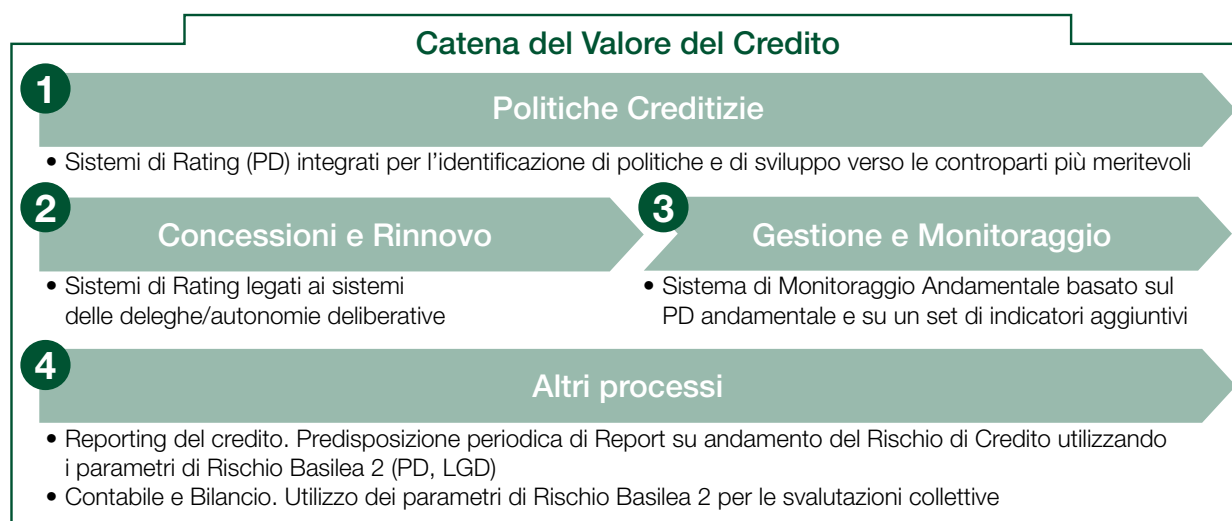 Catena del Valore del Credito
1
Politiche Creditizie
• Sistemi di Rating (PD) integrati per l’identificazione di politiche e di sviluppo verso le controparti più meritevoli
2
Concessioni e Rinnovo
• Sistemi di Rating legati ai sistemi
delle deleghe/autonomie deliberative
3
Gestione e Monitoraggio
• Sistema di Monitoraggio Andamentale basato sul
PD andamentale e su un set di indicatori aggiuntivi
4
Altri processi
• Reporting del credito. Predisposizione periodica di Report su andamento del Rischio di Credito utilizzando
i parametri di Rischio Basilea 2 (PD, LGD)
• Contabile e Bilancio. Utilizzo dei parametri di Rischio Basilea 2 per le svalutazioni collettive